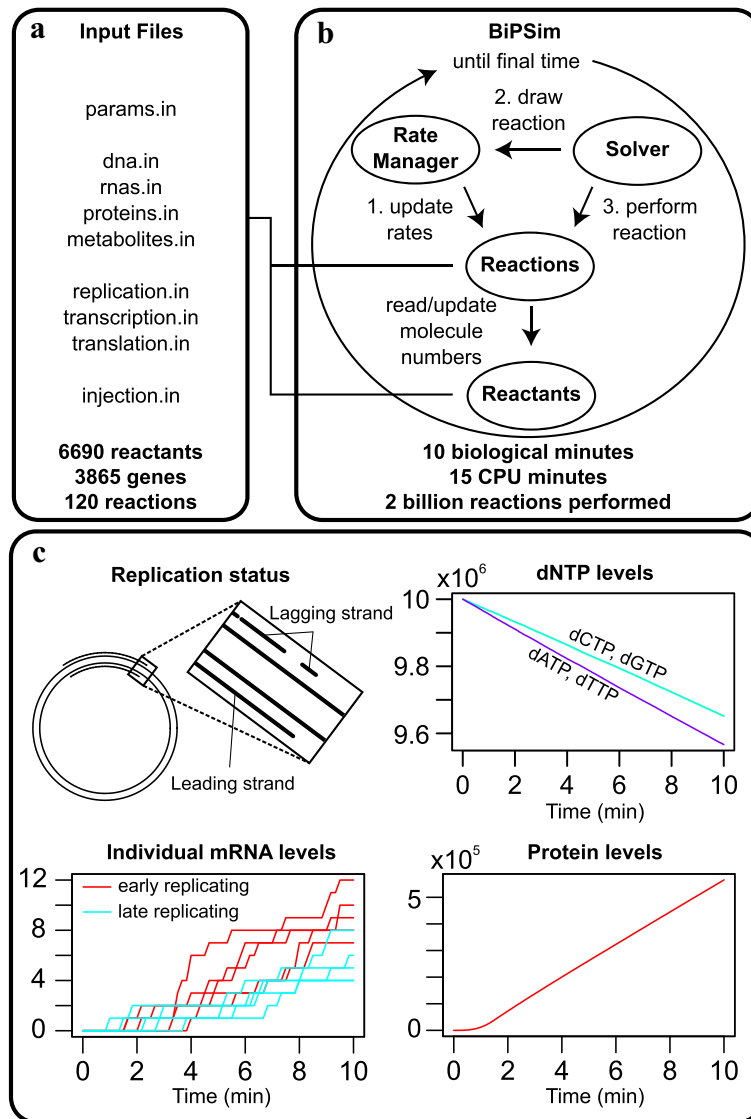 a
Input Files
params.in
dna.in
rnas.in
proteins.in
metabolites.in
replication.in
transcription.in
translation.in
injection.in
6690 reactants
3865 genes
120 reactions
b
BiPSim
until final time
2. draw
reaction
Rate
Manager
Solver
1. update
rates
3. perform
reaction
Reactions
read/update
molecule
numbers
Reactants
10 biological minutes
15 CPU minutes
2 billion reactions performed
c
Replication status
Lagging strand
Leading strand
dNTP levels
x10⁶
10
9.8
9.6
dCTP, dGTP
dATP, dTTP
0 2 4 6 8 10
Time (min)
Individual mRNA levels
12
8
4
0
early replicating
late replicating
0 2 4 6 8 10
Time (min)
Protein levels
x10⁵
5
0
0 2 4 6 8 10
Time (min)